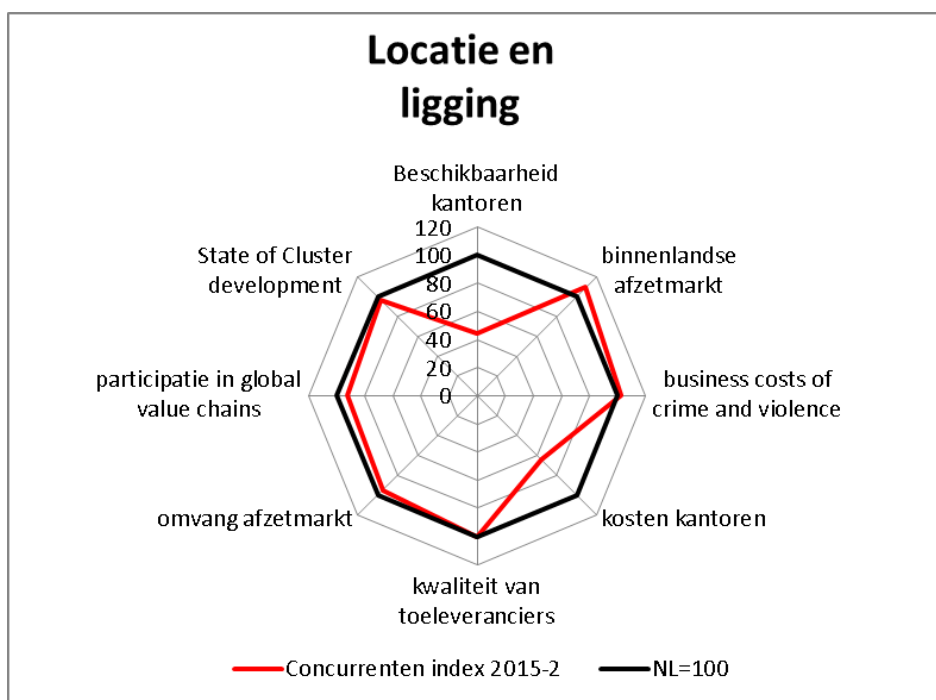 Locatie en
ligging
Beschikbaarheid
kantoren
120
100
80
60
40
20
0
binnenlandse
afzetmarkt
business costs of
crime and violence
kosten kantoren
kwaliteit van
toeleveranciers
omvang afzetmarkt
participatie in global
value chains
State of Cluster
development
Concurrenten index 2015-2
NL=100